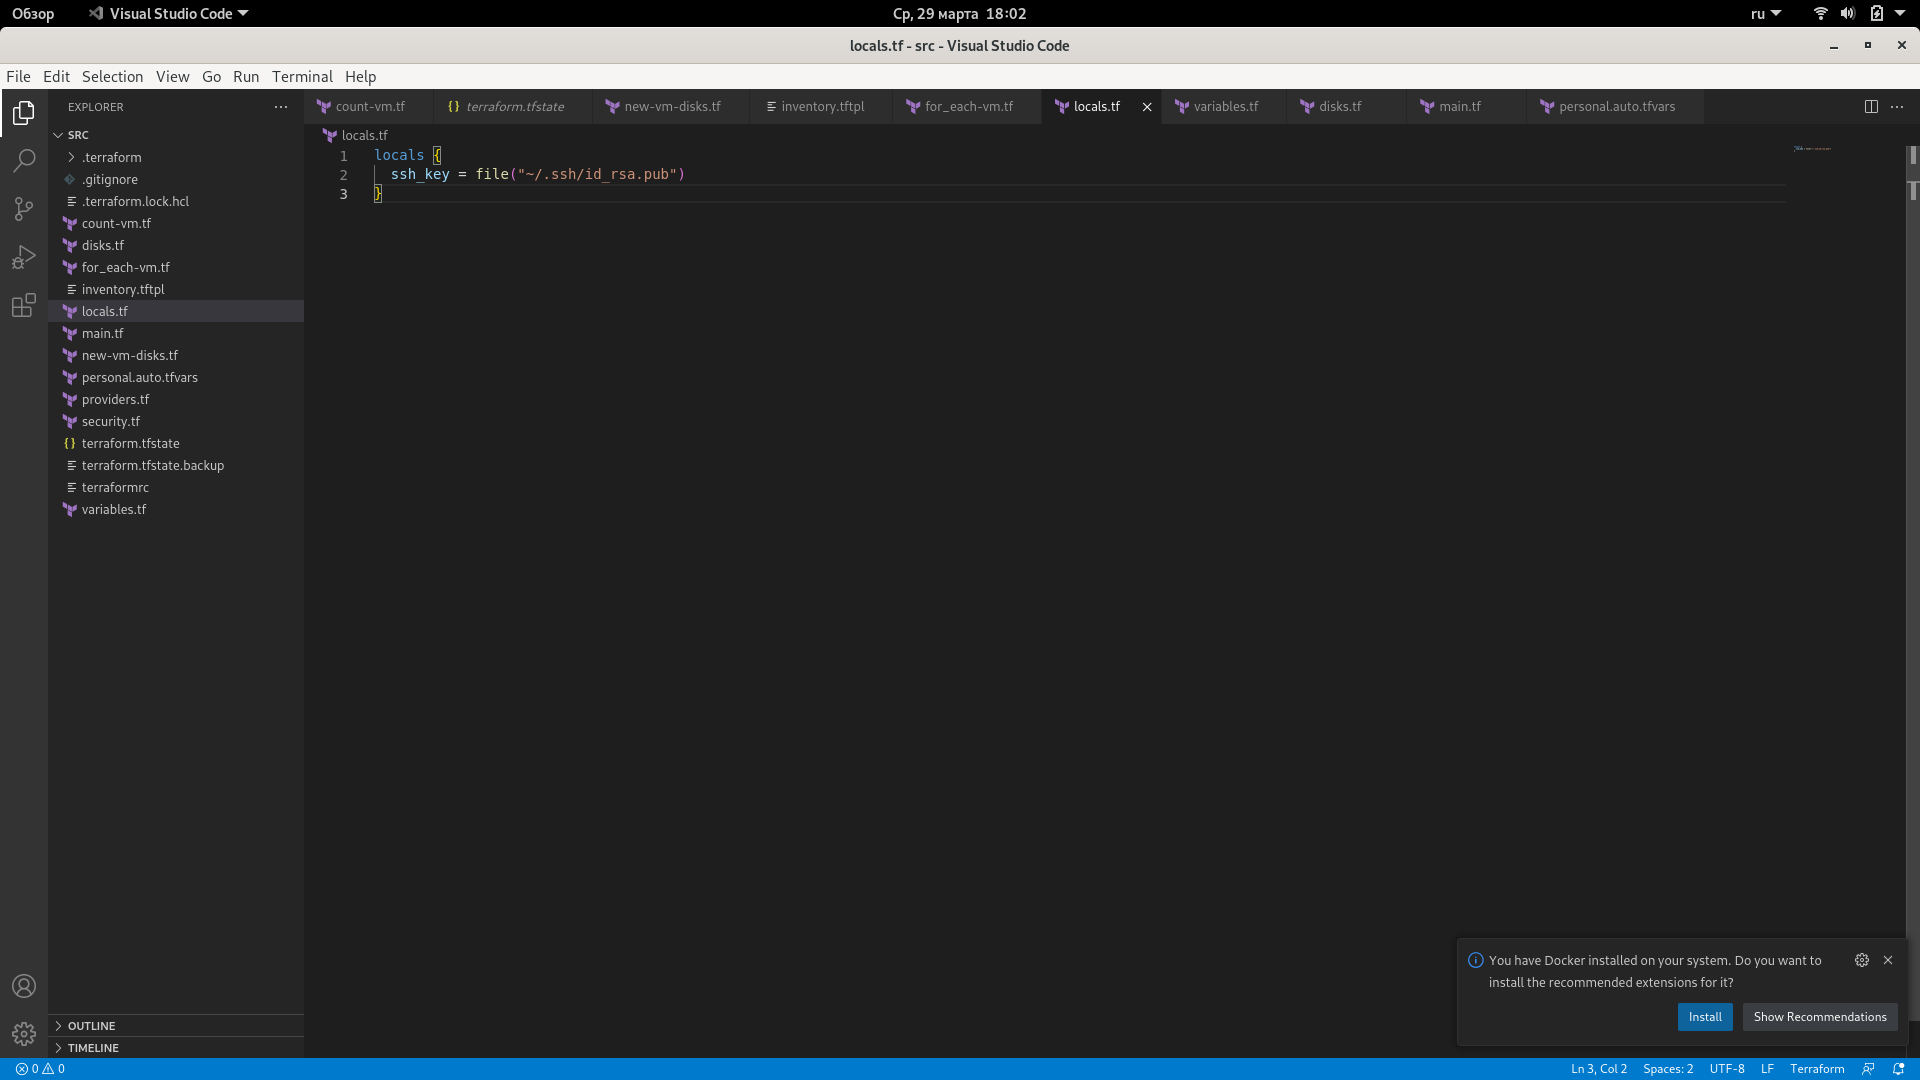 Обзор Visual Studio Code Ср, 29 марта 18:02 ru
locals.tf - src - Visual Studio Code
File Edit Selection View Go Run Terminal Help
EXPLORER
SRC
.terraform
.gitignore
.terraform.lock.hcl
count-vm.tf
disks.tf
for_each-vm.tf
inventory.tftpl
locals.tf
main.tf
new-vm-disks.tf
personal.auto.tfvars
providers.tf
security.tf
terraform.tfstate
terraform.tfstate.backup
terraformrc
variables.tf
OUTLINE
TIMELINE
count-vm.tf terraform.tfstate new-vm-disks.tf inventory.tftpl for_each-vm.tf locals.tf variables.tf disks.tf main.tf personal.auto.tfvars
locals.tf
1 locals {
2 ssh_key = file("~/.ssh/id_rsa.pub")
3 }
You have Docker installed on your system. Do you want to
install the recommended extensions for it?
Install Show Recommendations
0 0 Ln 3, Col 2 Spaces: 2 UTF-8 LF Terraform